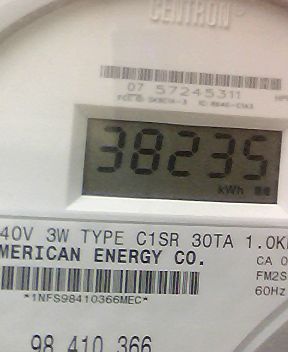 CENTRON®
07 57245311
38235
kWh
40V 3W TYPE C1SR 30TA 1.0K
MERICAN ENERGY CO.
CA 0
FM2S
60Hz
*1NFS98410366MEC*
98 410 366